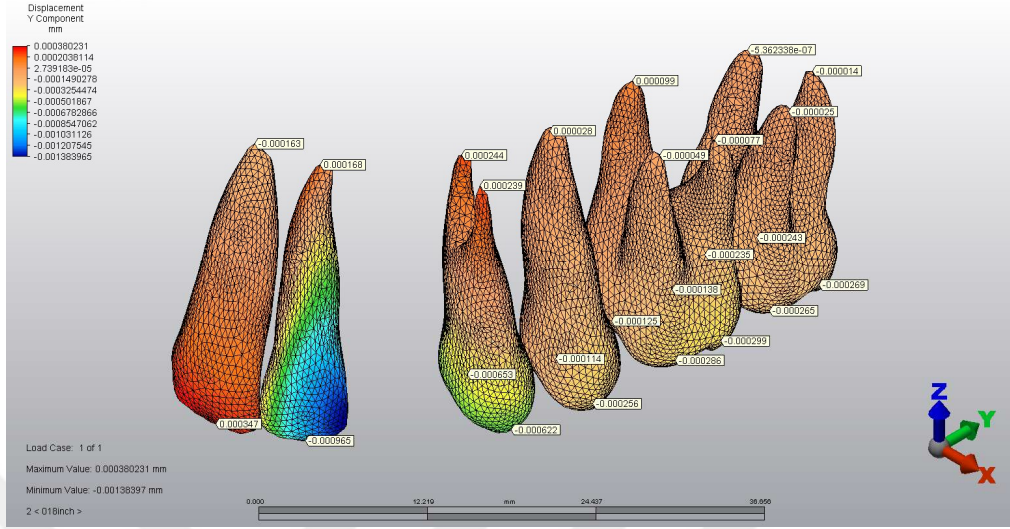 Displacement
Y Component
mm
0.000380231
0.0002038114
2.739183e-05
-0.0001490278
-0.0003254474
-0.000501867
-0.0006782866
-0.0008547062
-0.001031126
-0.001207545
-0.001383965
-5.362338e-07
-0.000014
0.000099
-0.000025
0.000028
-0.000077
-0.000163
0.000168
0.000244
-0.000049
0.000239
-0.000243
-0.000235
-0.000138
-0.000269
-0.000265
-0.000125
-0.000299
-0.000114
-0.000286
-0.000653
-0.000256
0.000347
-0.000622
-0.000965
Z
Y
X
Load Case: 1 of 1
Maximum Value: 0.000380231 mm
Minimum Value: -0.00138397 mm
2 < 018inch >
0.000 12.219 mm 24.437 36.656